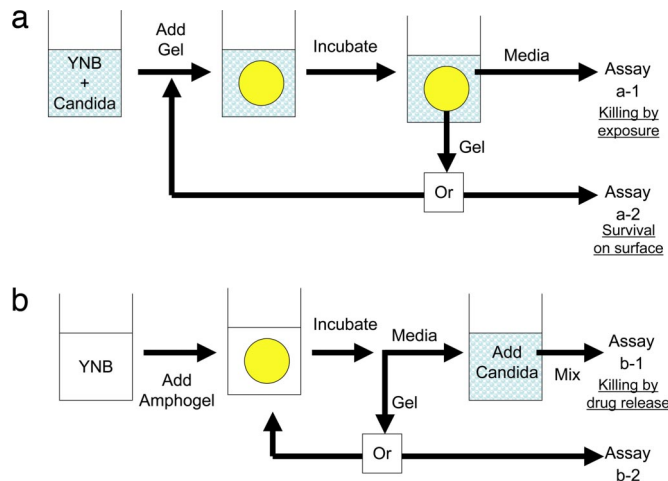 a
YNB
+
Candida
Add
Gel
Incubate
Media
Assay
a-1
Killing by
exposure
Gel
Or
Assay
a-2
Survival
on surface
b
YNB
Add
Amphogel
Incubate
Media
Add
Candida
Mix
Assay
b-1
Killing by
drug release
Gel
Or
Assay
b-2